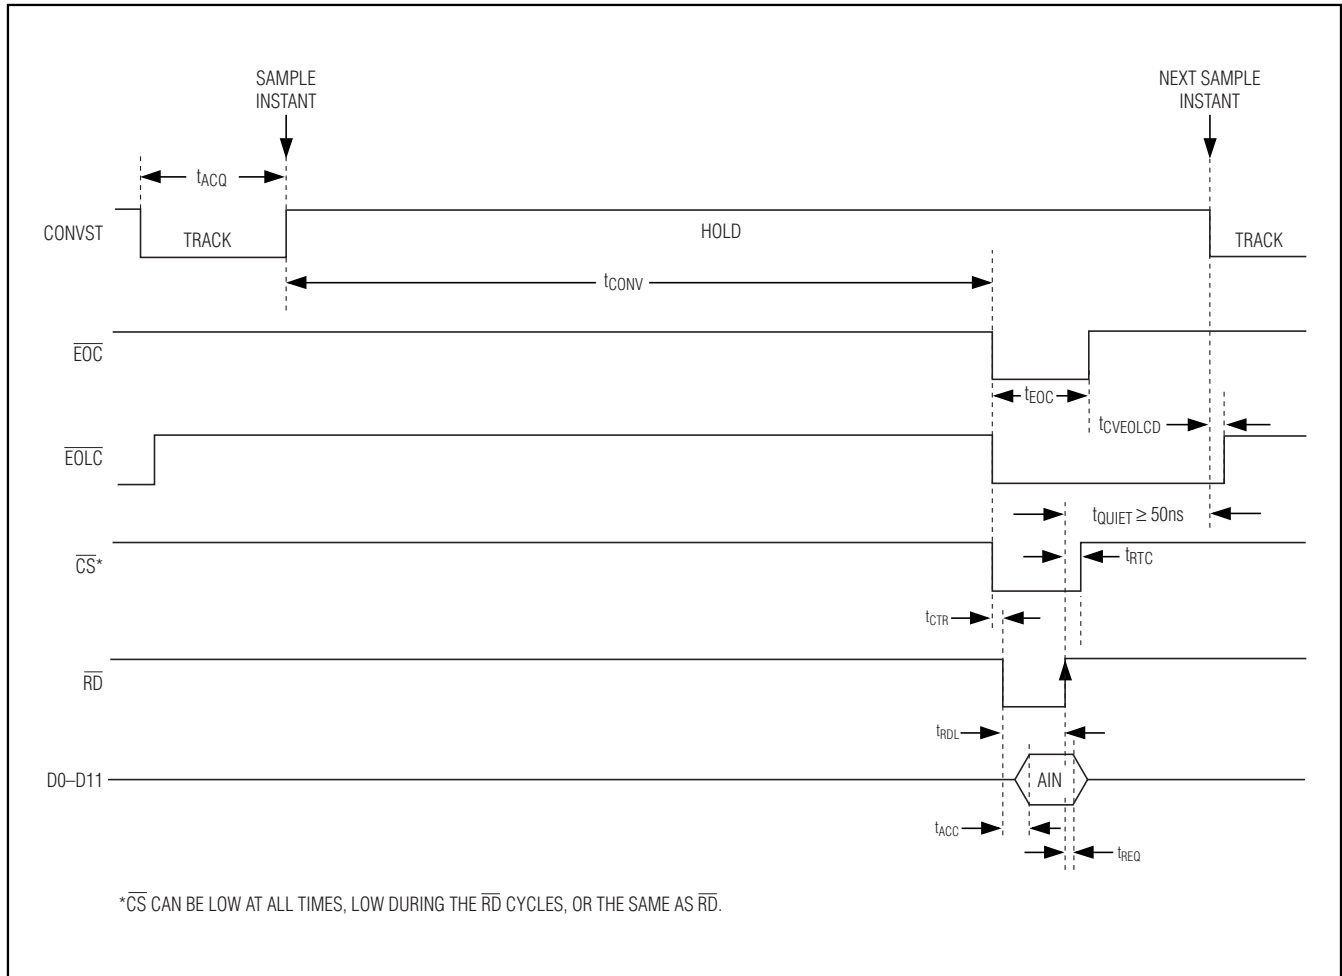 SAMPLE
INSTANT
NEXT SAMPLE
INSTANT
tACQ
CONVST
TRACK
HOLD
TRACK
tCONV
EOC
tEOC
tCVEOLCD
EOLC
tQUIET ≥ 50ns
CS*
tRTC
tCTR
RD
tRDL
D0–D11
AIN
tACC
tREQ
*CS CAN BE LOW AT ALL TIMES, LOW DURING THE RD CYCLES, OR THE SAME AS RD.